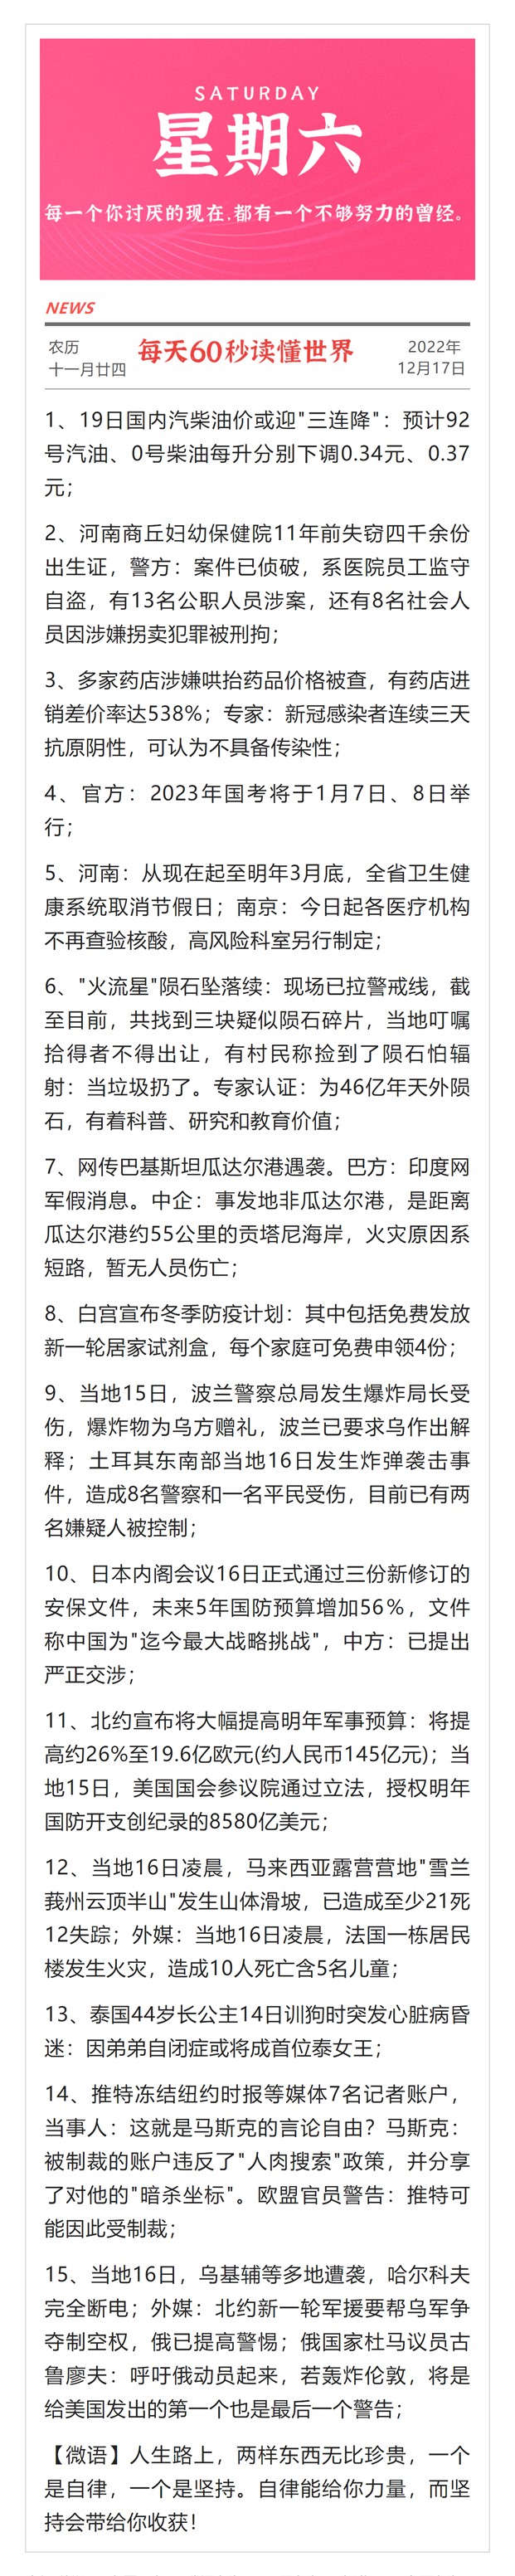 SATURDAY
星期六
每一个你讨厌的现在,都有一个不够努力的曾经。
NEWS
农历
十一月廿四
每天60秒读懂世界
2022年
12月17日
1、19日国内汽柴油价或迎"三连降"：预计92
号汽油、0号柴油每升分别下调0.34元、0.37
元；
2、河南商丘妇幼保健院11年前失窃四千余份
出生证，警方：案件已侦破，系医院员工监守
自盗，有13名公职人员涉案，还有8名社会人
员因涉嫌拐卖犯罪被刑拘；
3、多家药店涉嫌哄抬药品价格被查，有药店进
销差价率达538%；专家：新冠感染者连续三天
抗原阴性，可认为不具备传染性；
4、官方：2023年国考将于1月7日、8日举
行；
5、河南：从现在起至明年3月底，全省卫生健
康系统取消节假日；南京：今日起各医疗机构
不再查验核酸，高风险科室另行制定；
6、"火流星"陨石坠落续：现场已拉警戒线，截
至目前，共找到三块疑似陨石碎片，当地叮嘱
拾得者不得出让，有村民称捡到了陨石怕辐
射：当垃圾扔了。专家认证：为46亿年天外陨
石，有着科普、研究和教育价值；
7、网传巴基斯坦瓜达尔港遇袭。巴方：印度网
军假消息。中企：事发地非瓜达尔港，是距离
瓜达尔港约55公里的贡塔尼海岸，火灾原因系
短路，暂无人员伤亡；
8、白宫宣布冬季防疫计划：其中包括免费发放
新一轮居家试剂盒，每个家庭可免费申领4份；
9、当地15日，波兰警察总局发生爆炸局长受
伤，爆炸物为乌方赠礼，波兰已要求乌作出解
释；土耳其东南部当地16日发生炸弹袭击事
件，造成8名警察和一名平民受伤，目前已有两
名嫌疑人被控制；
10、日本内阁会议16日正式通过三份新修订的
安保文件，未来5年国防预算增加56%，文件
称中国为"迄今最大战略挑战"，中方：已提出
严正交涉；
11、北约宣布将大幅提高明年军事预算：将提
高约26%至19.6亿欧元(约人民币145亿元)；当
地15日，美国国会参议院通过立法，授权明年
国防开支创纪录的8580亿美元；
12、当地16日凌晨，马来西亚露营营地"雪兰
莪州云顶半山"发生山体滑坡，已造成至少21死
12失踪；外媒：当地16日凌晨，法国一栋居民
楼发生火灾，造成10人死亡含5名儿童；
13、泰国44岁长公主14日训狗时突发心脏病昏
迷：因弟弟自闭症或将成首位泰女王；
14、推特冻结纽约时报等媒体7名记者账户，
当事人：这就是马斯克的言论自由？马斯克：
被制裁的账户违反了"人肉搜索"政策，并分享
了对他的"暗杀坐标"。欧盟官员警告：推特可
能因此受制裁；
15、当地16日，乌基辅等多地遭袭，哈尔科夫
完全断电；外媒：北约新一轮军援要帮乌军争
夺制空权，俄已提高警惕；俄国家杜马议员古
鲁廖夫：呼吁俄动员起来，若轰炸伦敦，将是
给美国发出的第一个也是最后一个警告；
【微语】人生路上，两样东西无比珍贵，一个
是自律，一个是坚持。自律能给你力量，而坚
持会带给你收获！